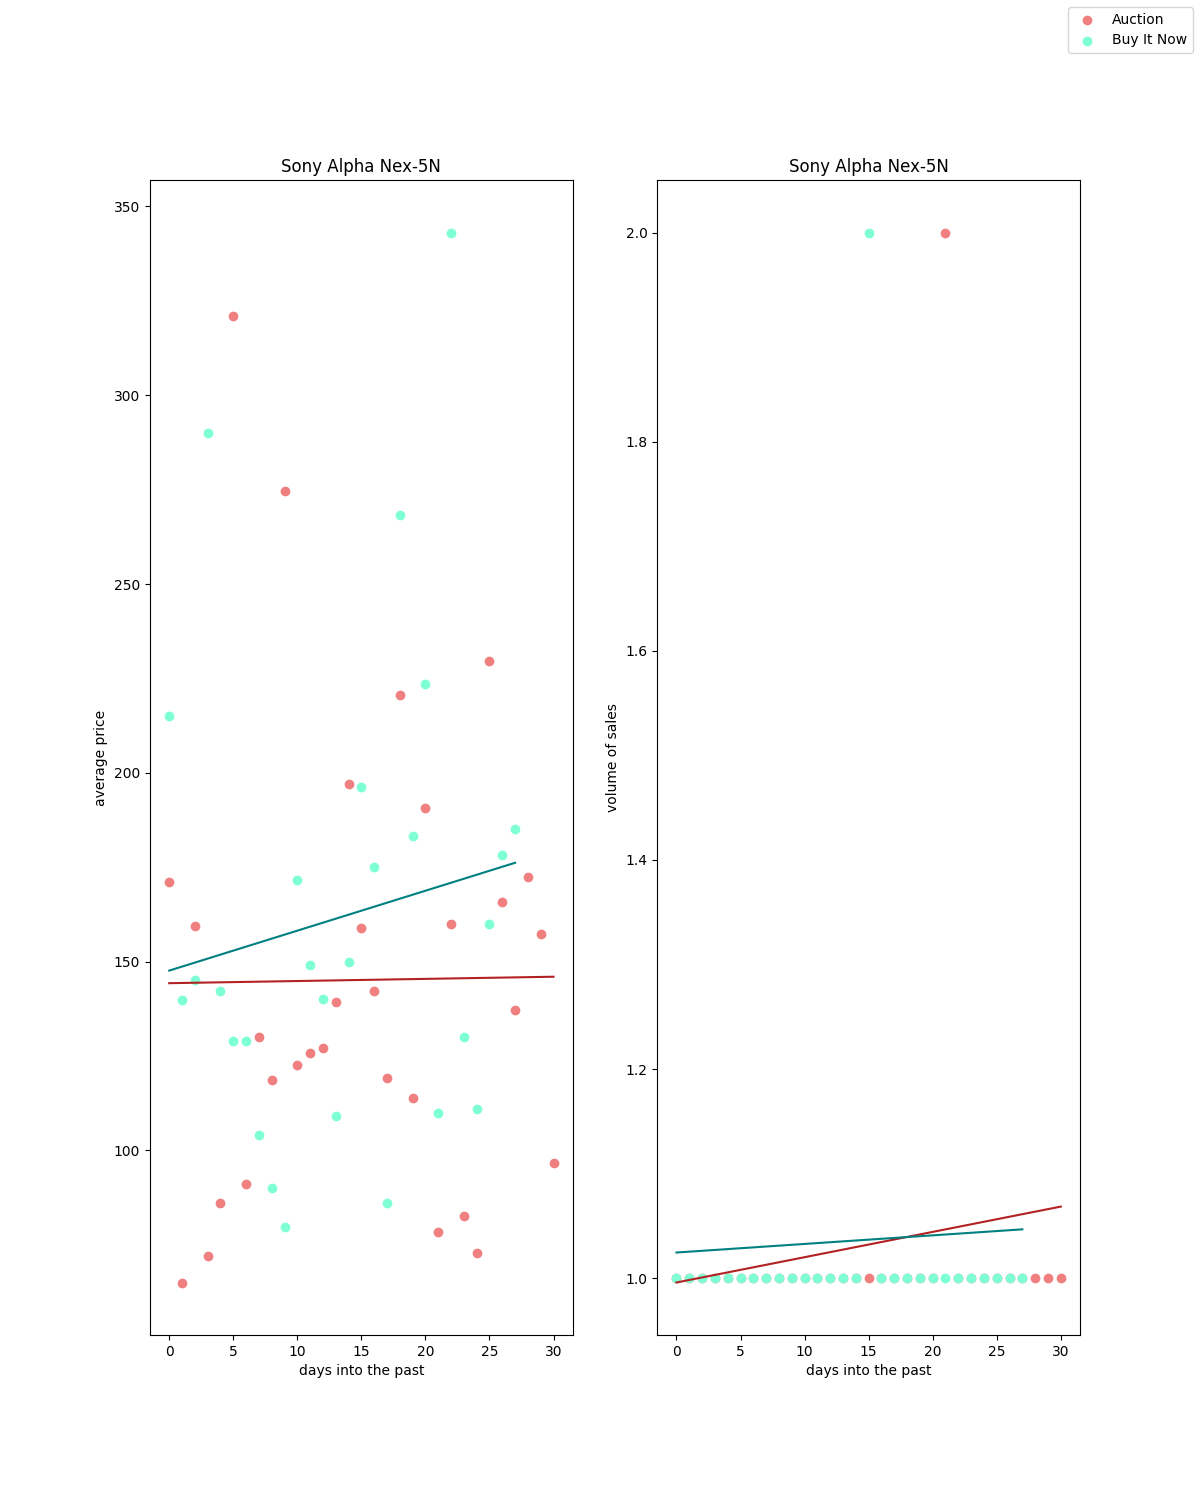 Auction
Buy It Now
Sony Alpha Nex-5N
350
300
250
200
150
100
average price
0 5 10 15 20 25 30
days into the past
Sony Alpha Nex-5N
2.0
1.8
1.6
1.4
1.2
1.0
volume of sales
0 5 10 15 20 25 30
days into the past